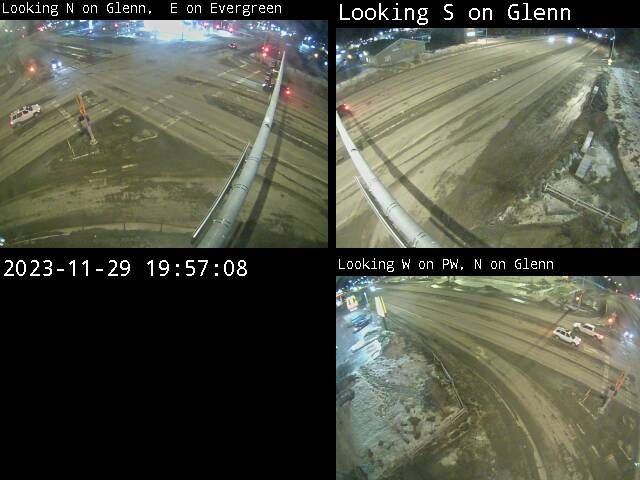 Looking N on Glenn, E on Evergreen
Looking S on Glenn
2023-11-29 19:57:08
Looking W on PW, N on Glenn